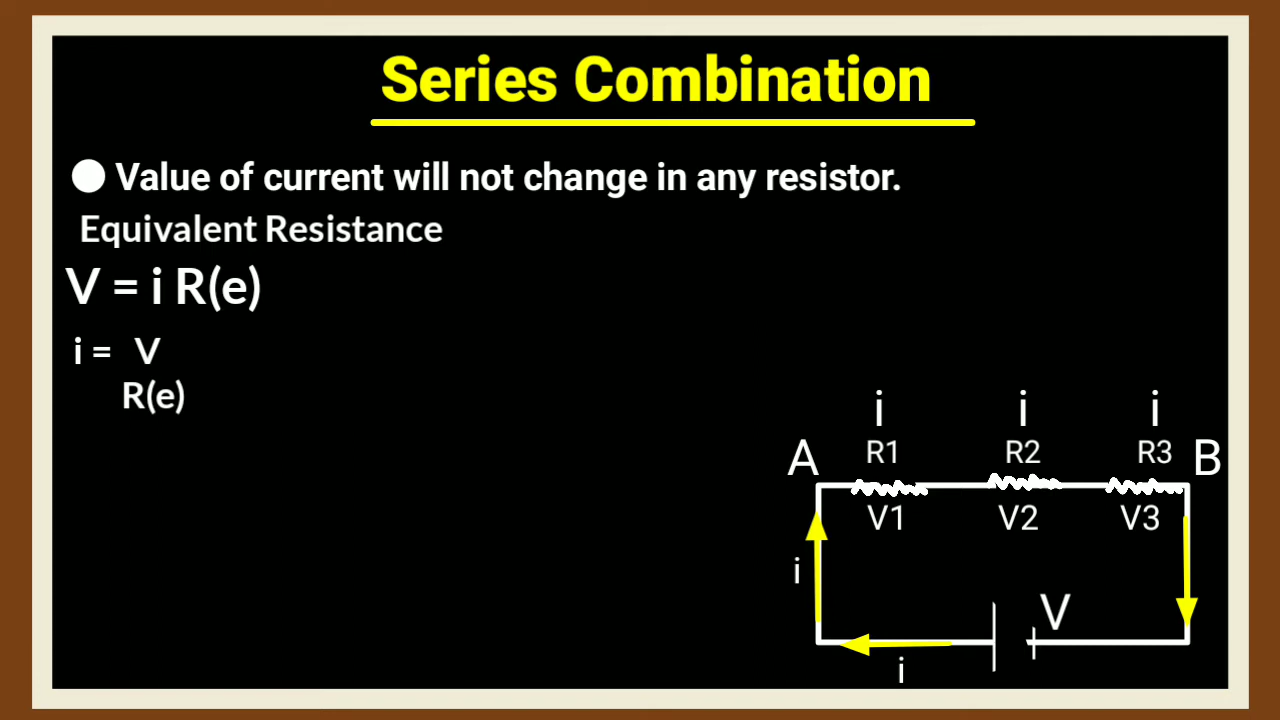 Series Combination
Value of current will not change in any resistor.
Equivalent Resistance
V = i R(e)
i = V
R(e)
i i i
A R1 R2 R3 B
V1 V2 V3
i
V
i